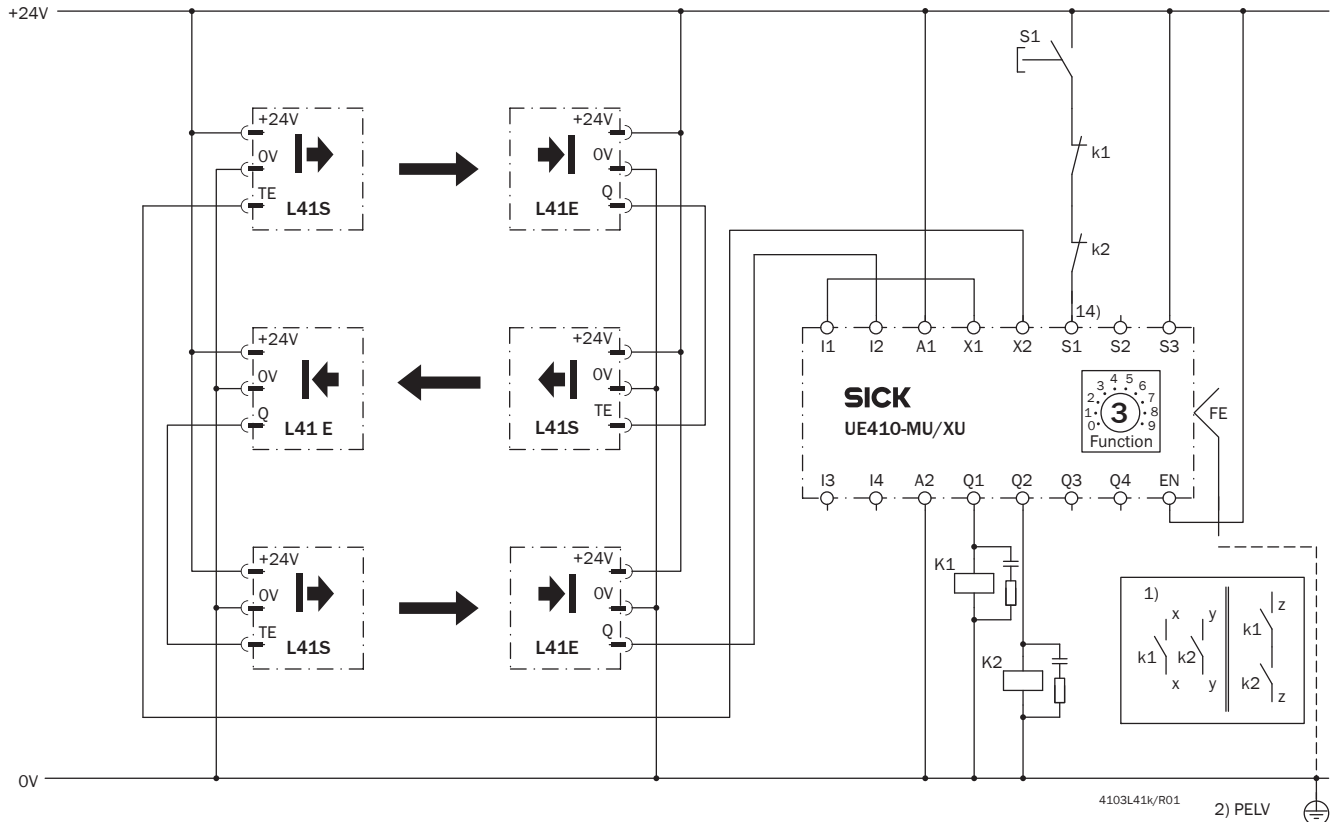 +24V
S1
+24V
0V
TE
L41S
+24V
0V
Q
L41E
k1
k2
14)
I1 I2 A1 X1 X2 S1 S2 S3
+24V
0V
Q
L41 E
+24V
0V
TE
L41S
SICK
UE410-MU/XU
0 1 2 3 4 5 6 7 8 9
3
Function
FE
I3 I4 A2 Q1 Q2 Q3 Q4 EN
+24V
0V
TE
L41S
+24V
0V
Q
L41E
K1
K2
1)
x y z
k1 k2 k1
x y k2 z
0V
4103L41k/R01
2) PELV